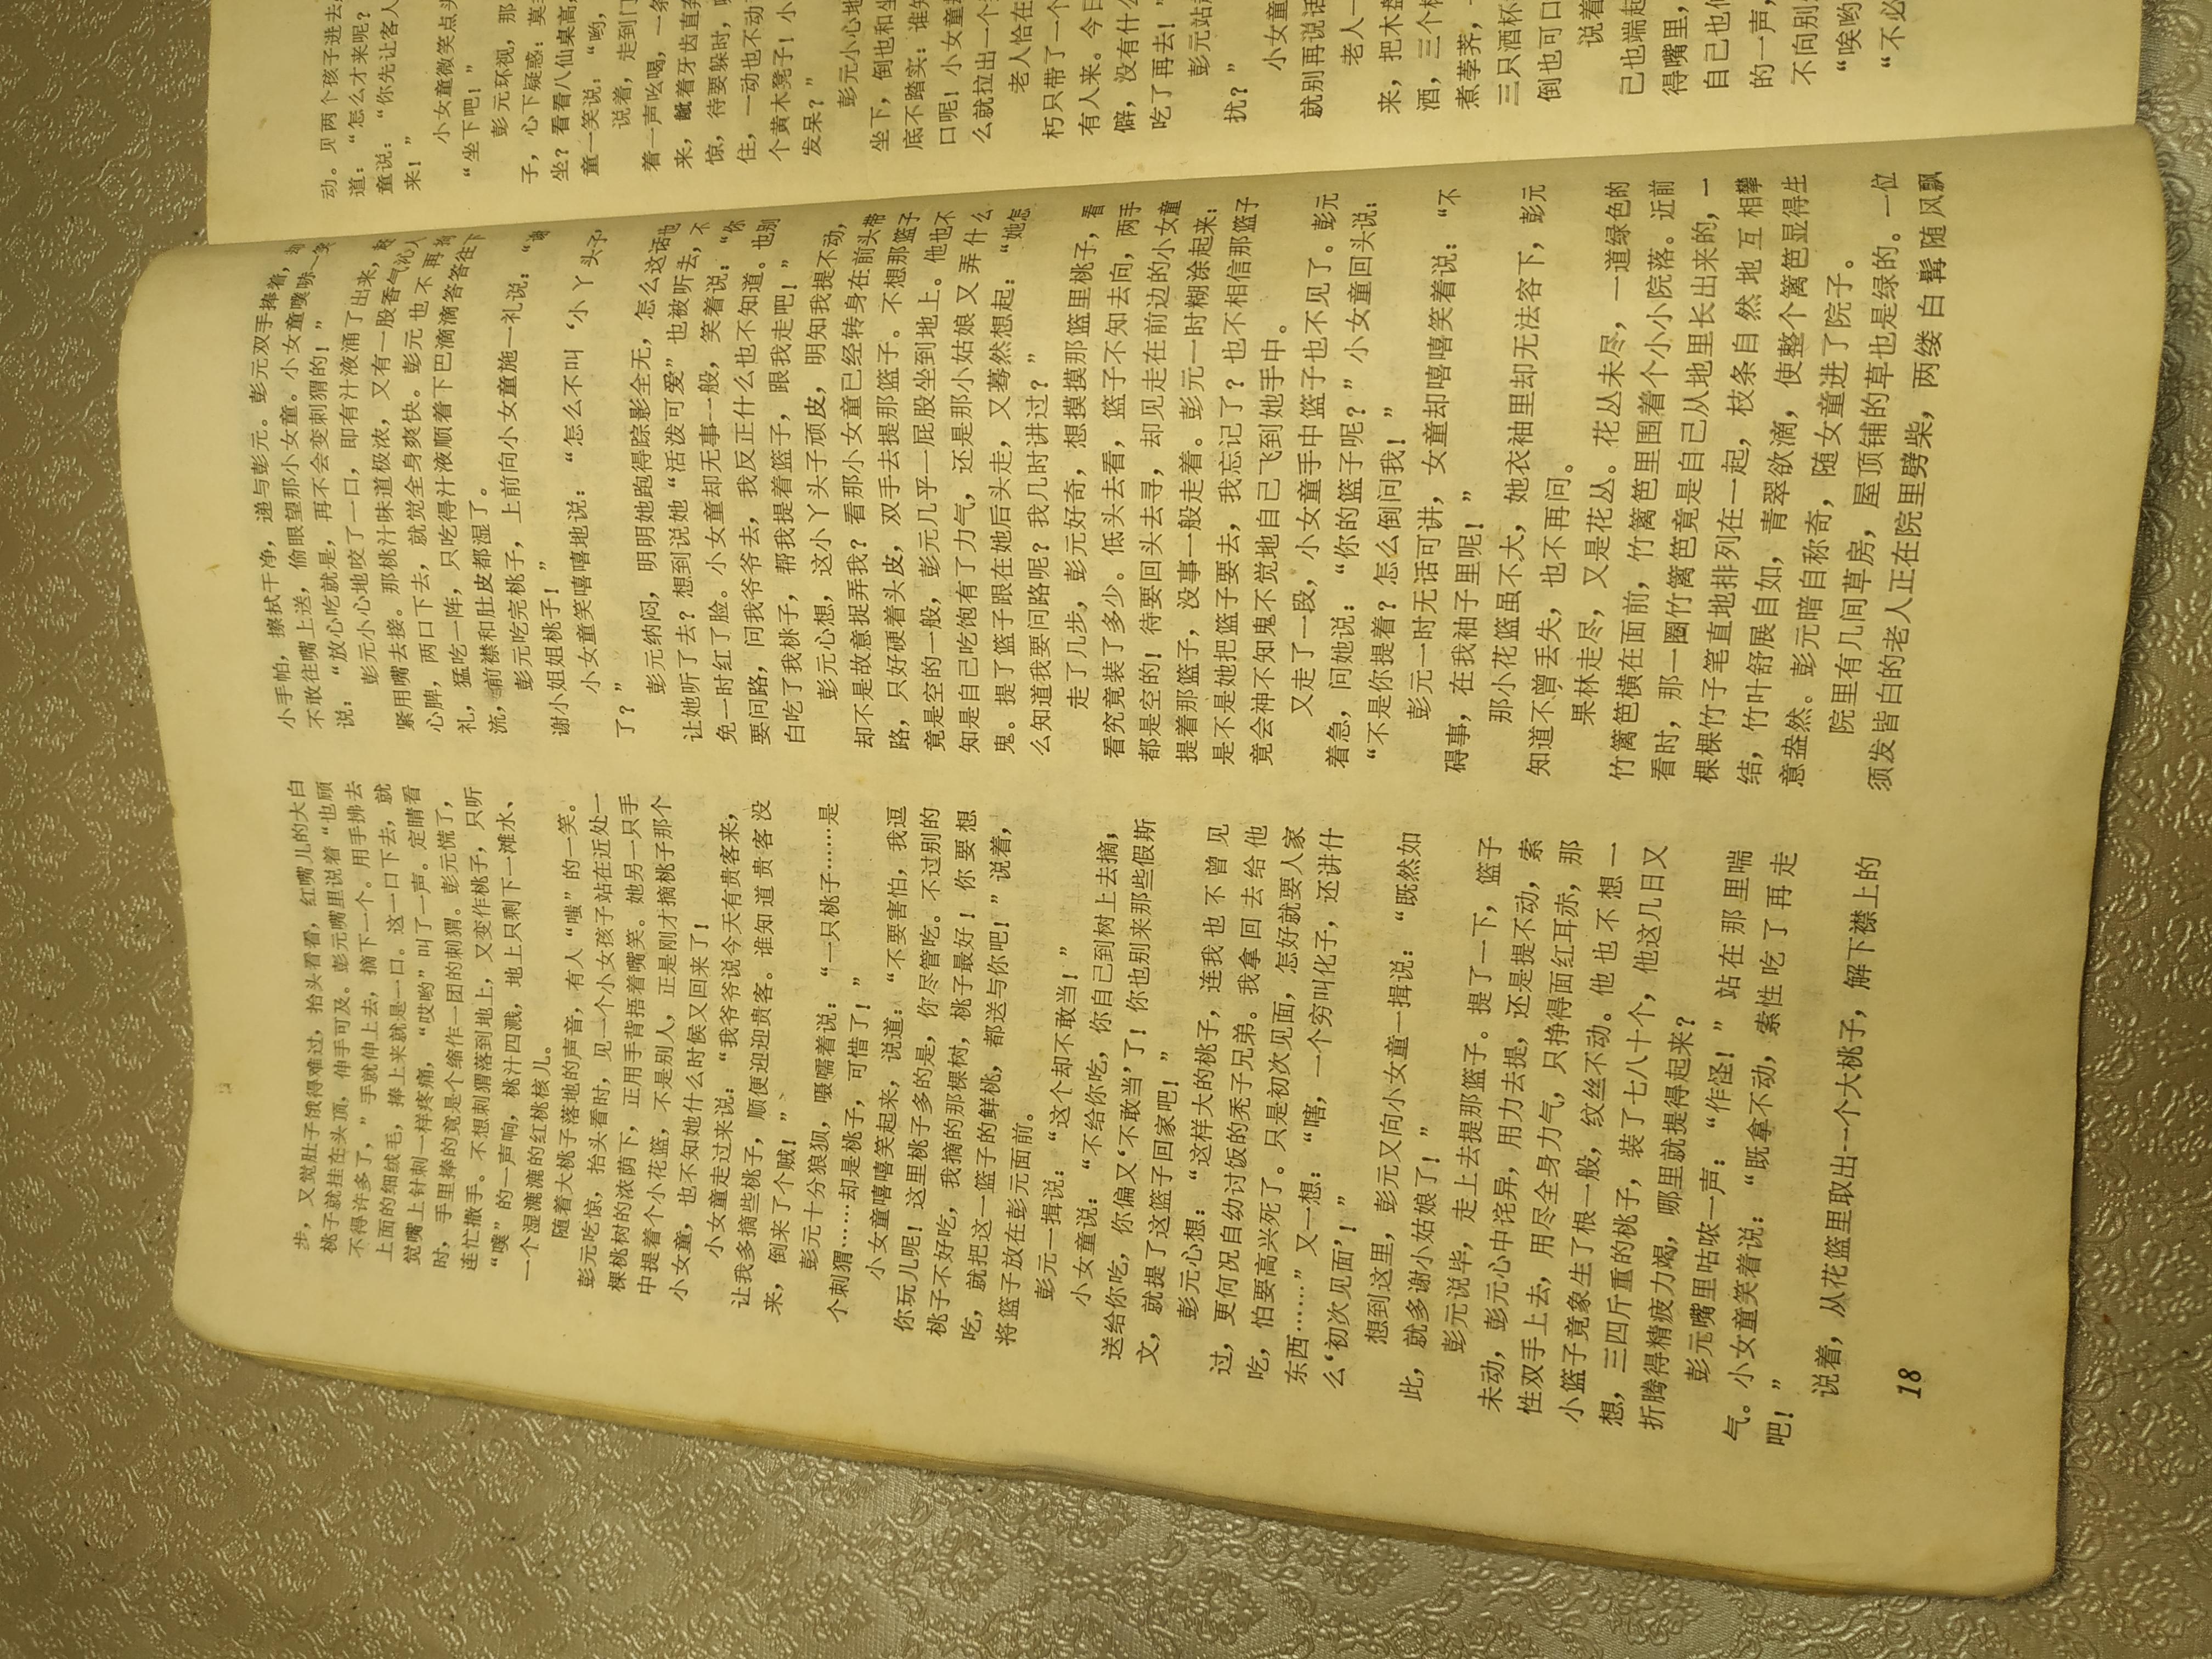 步，又觉肚子饿得难过，抬头看看，红嘴儿的大白
桃子就挂在头顶，伸手可及。彭元嘴里说着“也顾
不得许多了，”手就伸上去，摘下一个。用手拂去
上面的细绒毛，捧上来就是一口。这一口下去，就
觉嘴上针刺一样疼痛，“哎哟”叫了一声。定睛看
时，手里捧的竟是个缩作一团的刺猬。彭元慌了，
连忙撒手。不想刺猬落到地上，又变作桃子，只听
“噗”的一声响，桃汁四溅，地上只剩下一滩水、
一个湿漉漉的红桃核儿。
随着大桃子落地的声音，有人“嗤”的一笑。
彭元吃惊，抬头看时，见一个小女孩子站在近处一
棵桃树的浓荫下，正用手背捂着嘴笑。她另一只手
中提着个小花篮，不是别人，正是刚才摘桃子那个
小女童，也不知她什么时候又回来了！
小女童走过来说：“我爷爷说今天有贵客来，
让我多摘些桃子，顺便迎迎贵客。谁知道贵客没
来，倒来了个贼！”
彭元十分狼狈，嗫嚅着说：“一只桃子……是
个刺猬……却是桃子，可惜了！”
小女童嘻嘻笑起来，说道：“不要害怕，我逗
你玩儿呢！这里桃子多的是，你尽管吃。不过别的
桃子不好吃，我摘的那棵树，桃子最好！你要想
吃，就把这一篮子的鲜桃，都送与你吧！”说着，
将篮子放在彭元面前。
彭元一揖说：“这个却不敢当！”
小女童说：“不给你吃，你自己到树上去摘，
送给你吃，你偏又‘不敢当’了！你也别来那些假斯
文，就提了这篮子回家吧！”
彭元心想：“这样大的桃子，连我也不曾见
过，更何况自幼讨饭的秃子兄弟。我拿回去给他
吃，怕要高兴死了。只是初次见面，怎好就要人家
东西……”又一想：“嘻，一个穷叫化子，还讲什
么‘初次见面’！”
想到这里，彭元又向小女童一揖说：“既然如
此，就多谢小姑娘了！”
彭元说毕，走上去提那篮子。提了一下，篮子
未动，彭元心中诧异，用力去提，还是提不动，索
性双手上去，用尽全身力气，只挣得面红耳赤，那
小篮子竟象生了根一般，纹丝不动。他也不想一
想，三四斤重的桃子，装了七八十个，他这几日又
折腾得精疲力竭，哪里就提得起来？
彭元嘴里咕哝一声：“作怪！”站在那里喘
气。小女童笑着说：“既拿不动，索性吃了再走
吧！”
说着，从花篮里取出一个大桃子，解下襟上的
18
小手帕，擦拭干净，递与彭元。彭元双手捧着，
不敢往嘴上送，偷眼望那小女童。小女童噗哧一笑
说：“放心吃就是，再不会变刺猬的！”
彭元小心地咬了一口，即有汁液涌了出来，
紧用嘴去接。那桃汁味道极浓，又有一股香气沁人
心脾，两口下去，就觉全身爽快。彭元也不再
礼，猛吃一阵，只吃得汁液顺着下巴滴滴答答往下
流，前襟和肚皮都湿了。
彭元吃完桃子，上前向小女童施一礼说：“谢
谢小姐姐桃子！”
小女童笑嘻嘻地说：“怎么不叫‘小丫头子’
了？”
彭元纳闷，明明她跑得踪影全无，怎么这话也
让她听了去？想到说她“活泼可爱”也被听去，不
免一时红了脸。小女童却无事一般，笑着说：“你
要问路，问我爷爷去，我反正什么也不知道。也别
白吃了我桃子，帮我提着篮子，跟我走吧！”
彭元心想，这小丫头子顽皮，明知我提不动，
却不是故意捉弄我？看那小女童已经转身在前头带
路，只好硬着头皮，双手去提那篮子。不想那篮子
竟是空的一般，彭元几乎一屁股坐到地上。他也不
知是自己吃饱有了力气，还是那小姑娘又弄什么
鬼。提了篮子跟在她后头走，又蓦然想起：“她怎
么知道我要问路呢？我几时讲过？”
走了几步，彭元好奇，想摸摸那篮里桃子，看
看究竟装了多少。低头去看，篮子不知去向，两手
都是空的！待要回头去寻，却见走在前边的小女童
提着那篮子，没事一般走着。彭元一时糊涂起来：
是不是她把篮子要去，我忘记了？也不相信那篮子
竟会神不知鬼不觉地自己飞到她手中。
又走了一段，小女童手中篮子也不见了。彭元
着急，问她说：“你的篮子呢？”小女童回头说：
“不是你提着？怎么倒问我！”
彭元一时无话可讲，女童却嘻嘻笑着说：“不
碍事，在我袖子里呢！”
那小花篮虽不大，她衣袖里却无法容下，彭元
知道不曾丢失，也不再问。
果林走尽，又是花丛。花丛未尽，一道绿色的
竹篱笆横在面前，竹篱笆里围着个小小院落。近前
看时，那一圈竹篱笆竟是自己从地里长出来的，一
棵棵竹子笔直地排列在一起，枝条自然地互相攀
结，竹叶舒展自如，青翠欲滴，使整个篱笆显得生
意盎然。彭元暗自称奇，随女童进了院子。
院里有几间草房，屋顶铺的草也是绿的。一位
须发皆白的老人正在院里劈柴，两缕白髯随风飘
动。见两个孩子进去
道：“怎么才来呢？
童说：“你先让客人
来！”
小女童微笑点头
“坐下吧！”
彭元环视，那
子，心下疑惑：莫
坐？看看八仙桌高，
童一笑说：“哟，
说着，走到门
着一声吆喝，一条
来，龇着牙齿直
惊，待要躲时，
住，一动也不动
个黄木凳子！小
发呆？”
彭元小心地
坐下，倒也和
底不踏实：谁知
口呢！小女童
么就拉出一个
老人恰在
朽只带了一个
有人来。今日
僻，没有什么
吃了再去！”
彭元站
扰？”
小女童
就别再说话
老人一
来，把木盘
酒，三个
煮荸荠，
三只酒杯
倒也可口
说着
己也端起
得嘴里，
自己也
的一声，
不向别
“唉哟
“不必